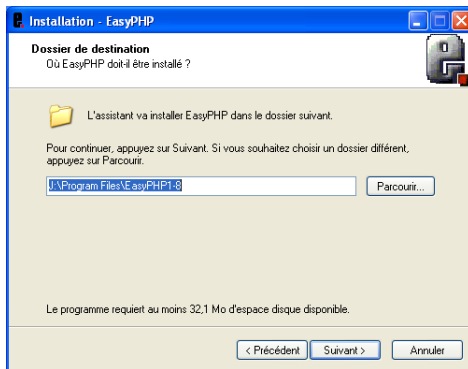 Installation - EasyPHP
Dossier de destination
Où EasyPHP doit-il être installé ?
L'assistant va installer EasyPHP dans le dossier suivant.
Pour continuer, appuyez sur Suivant. Si vous souhaitez choisir un dossier différent,
appuyez sur Parcourir.
J:\Program Files\EasyPHP1-8
Parcourir...
Le programme requiert au moins 32,1 Mo d'espace disque disponible.
< Précédent Suivant > Annuler